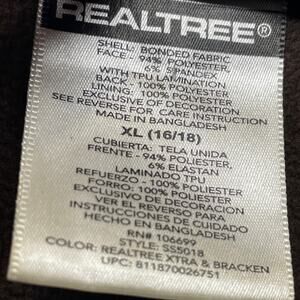 REALTREE®
SHELL: BONDED FABRIC
FACE - 94% POLYESTER,
6% SPANDEX
WITH TPU LAMINATION
BACK: 100% POLYESTER
LINING: 100% POLYESTER
EXCLUSIVE OF DECORATION
SEE REVERSE FOR CARE INSTRUCTION
MADE IN BANGLADESH
XL (16/18)
CUBIERTA: TELA UNIDA
FRENTE - 94% POLIESTER,
6% ELASTAN
LAMINADO TPU
REFUERZO - 100% POLIESTER
FORRO: 100% POLIESTER
EXCLUSIVO DE DECORACIÓN
VER EL REVERSO PARA
INSTRUCCIONES DE CUIDADO
HECHO EN BANGLADESH
RN# 106699
STYLE: SS5018
COLOR: REALTREE XTRA & BRACKEN
UPC: 811870026751